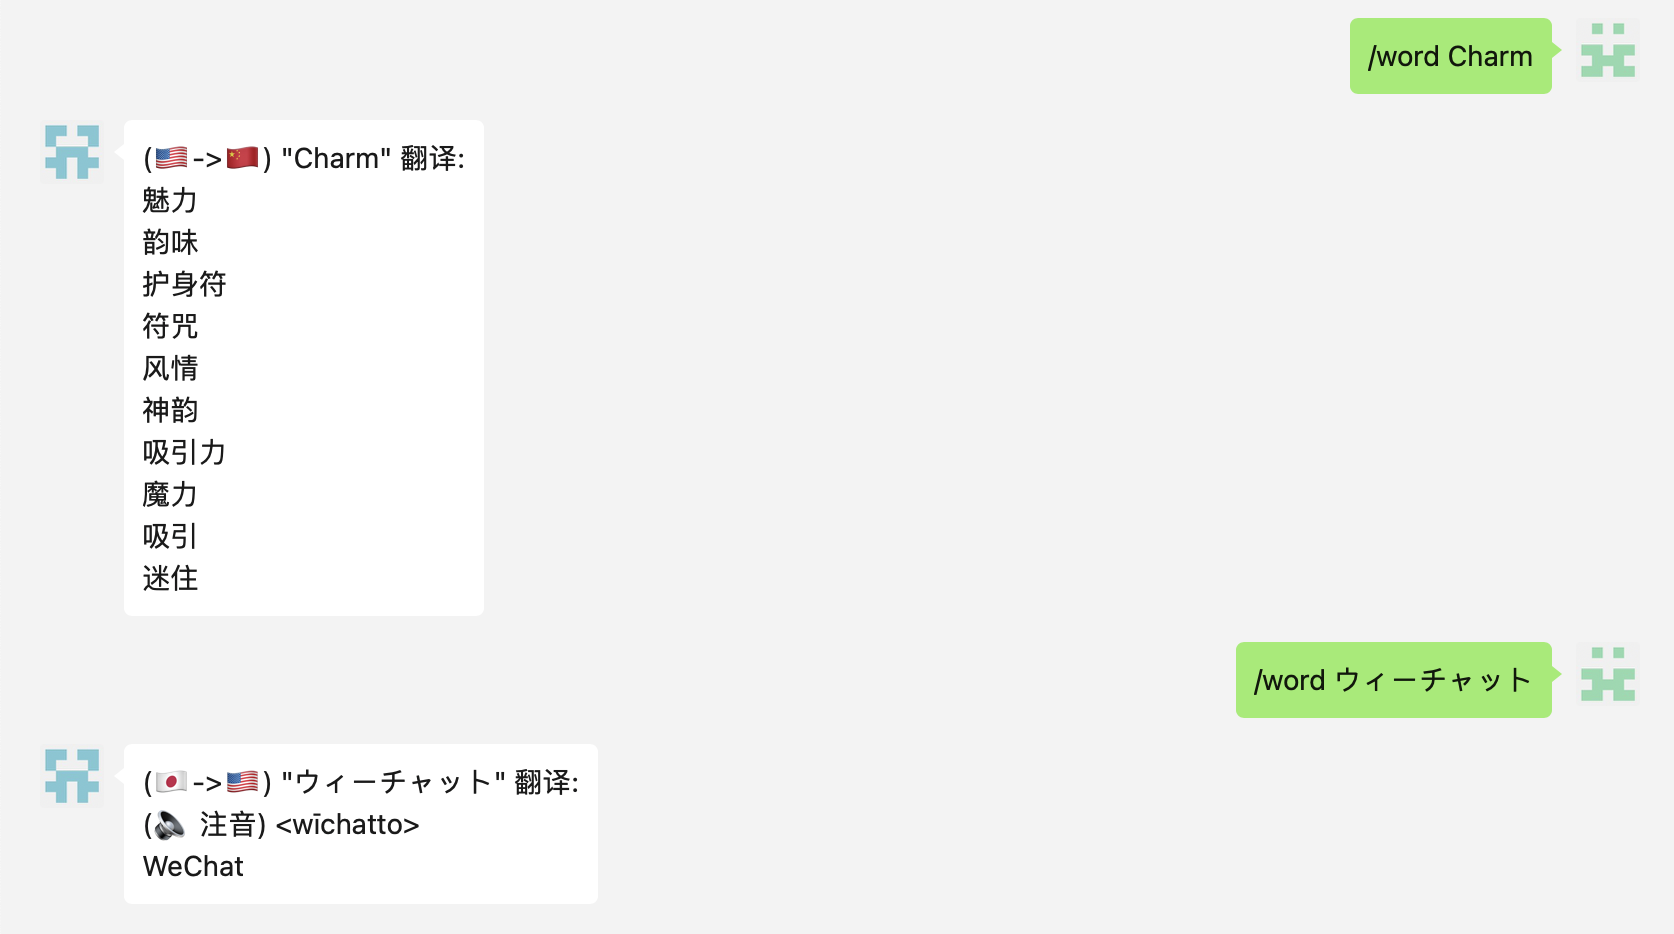 /word Charm
(🇺🇸->🇨🇳) "Charm" 翻译:
魅力
韵味
护身符
符咒
风情
神韵
吸引力
魔力
吸引
迷住
/word ウィーチャット
(🇯🇵->🇺🇸) "ウィーチャット" 翻译:
(🔈 注音) <wīchatto>
WeChat